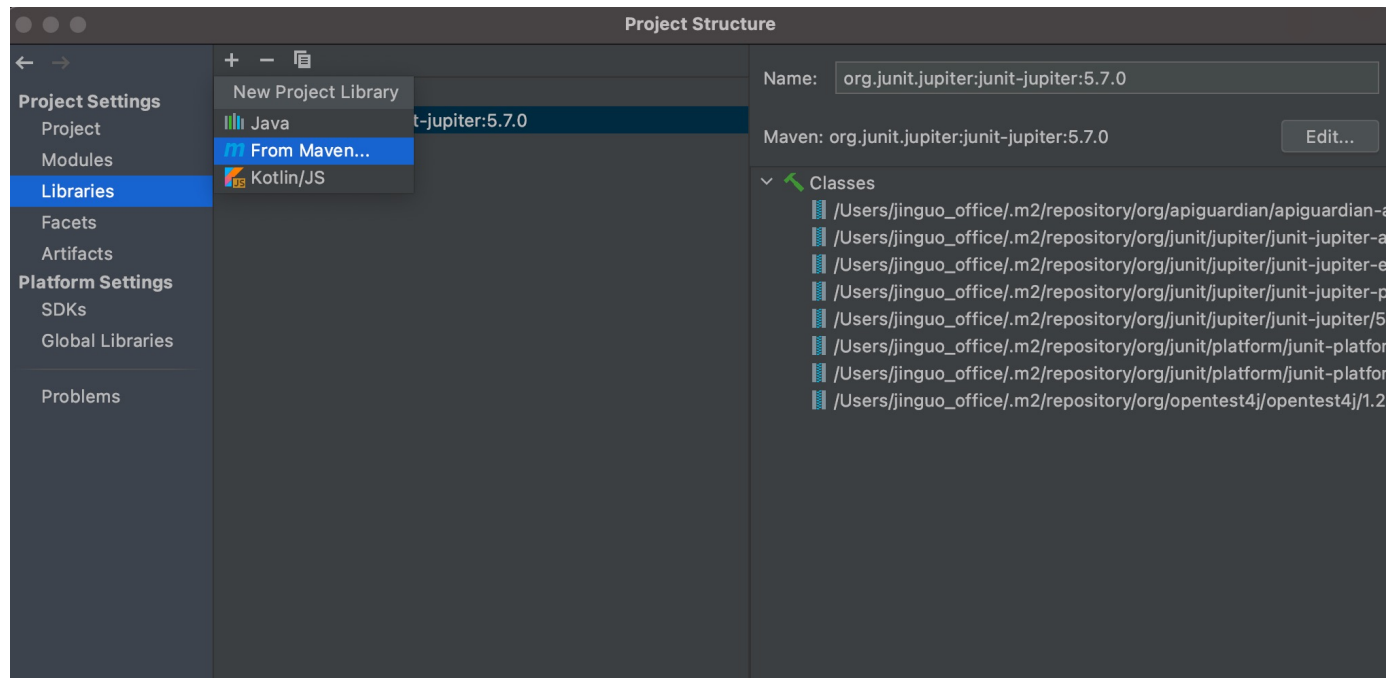 Project Structure
Project Settings
Project
Modules
Libraries
Facets
Artifacts
Platform Settings
SDKs
Global Libraries
Problems
New Project Library
Java
From Maven...
Kotlin/JS
t-jupiter:5.7.0
Name: org.junit.jupiter:junit-jupiter:5.7.0
Maven: org.junit.jupiter:junit-jupiter:5.7.0 Edit...
Classes
/Users/jinguo_office/.m2/repository/org/apiguardian/apiguardian-a
/Users/jinguo_office/.m2/repository/org/junit/jupiter/junit-jupiter-a
/Users/jinguo_office/.m2/repository/org/junit/jupiter/junit-jupiter-e
/Users/jinguo_office/.m2/repository/org/junit/jupiter/junit-jupiter-p
/Users/jinguo_office/.m2/repository/org/junit/jupiter/junit-jupiter/5
/Users/jinguo_office/.m2/repository/org/junit/platform/junit-platfor
/Users/jinguo_office/.m2/repository/org/junit/platform/junit-platfor
/Users/jinguo_office/.m2/repository/org/opentest4j/opentest4j/1.2